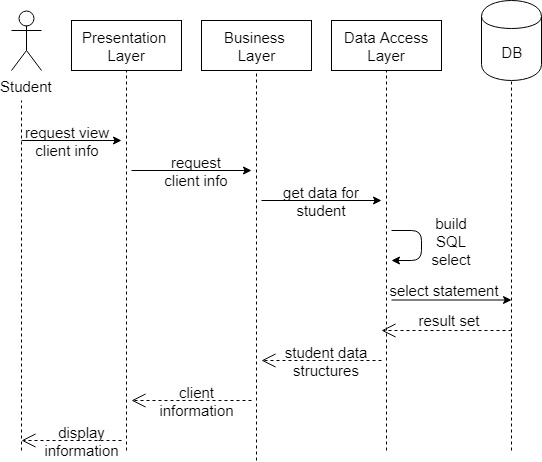 Student
Presentation
Layer
Business
Layer
Data Access
Layer
DB
request view
client info
request
client info
get data for
student
build
SQL
select
select statement
result set
student data
structures
client
information
display
information